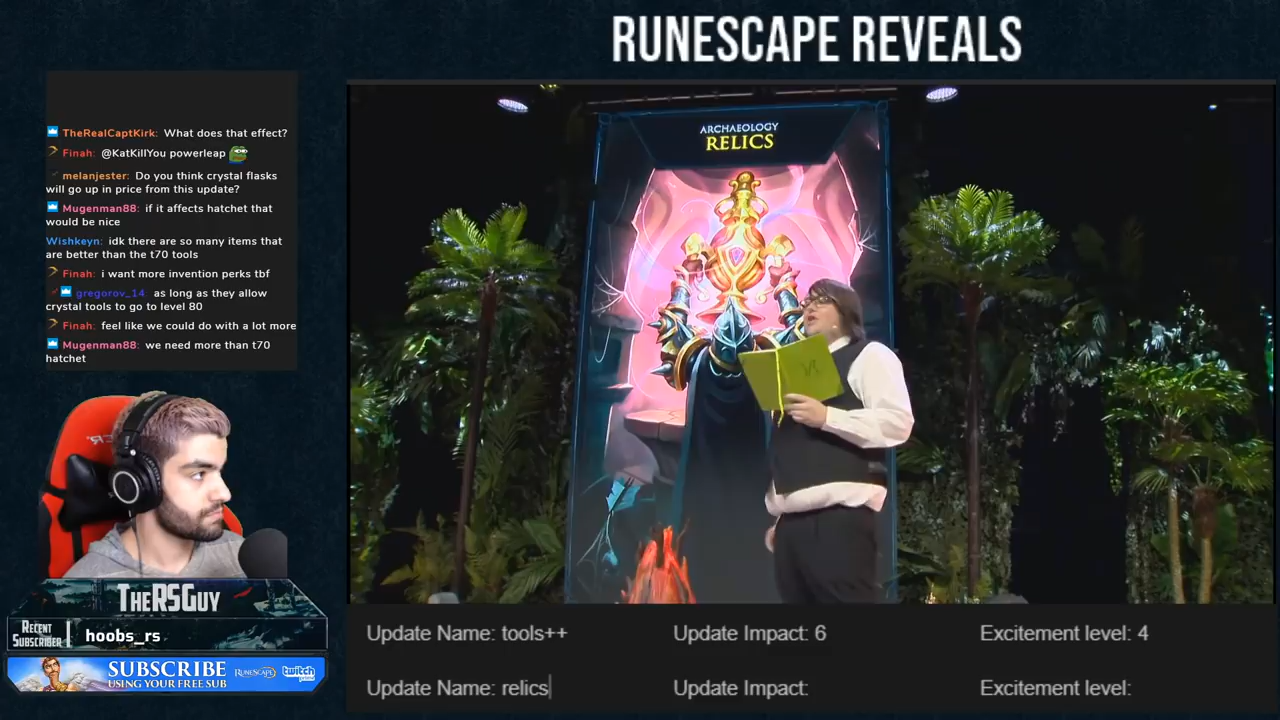 RUNESCAPE REVEALS
TheRealCaptKirk: What does that effect?
Finah: @KatKillYou powerleap
melanjester: Do you think crystal flasks
will go up in price from this update?
Mugenman88: if it affects hatchet that
would be nice
Wishkeyn: idk there are so many items that
are better than the t70 tools
Finah: i want more invention perks tbf
gregorov_14 as long as they allow
crystal tools to go to level 80
Finah: feel like we could do with a lot more
Mugenman88: we need more than t70
hatchet
ARCHAEOLOGY
RELICS
THERSGUY
RECENT
SUBSCRIBER
hoobs_rs
SUBSCRIBE
USING YOUR FREE SUB
RUNESCAPE
twitch
prime
Update Name: tools++
Update Impact: 6
Excitement level: 4
Update Name: relics
Update Impact:
Excitement level: